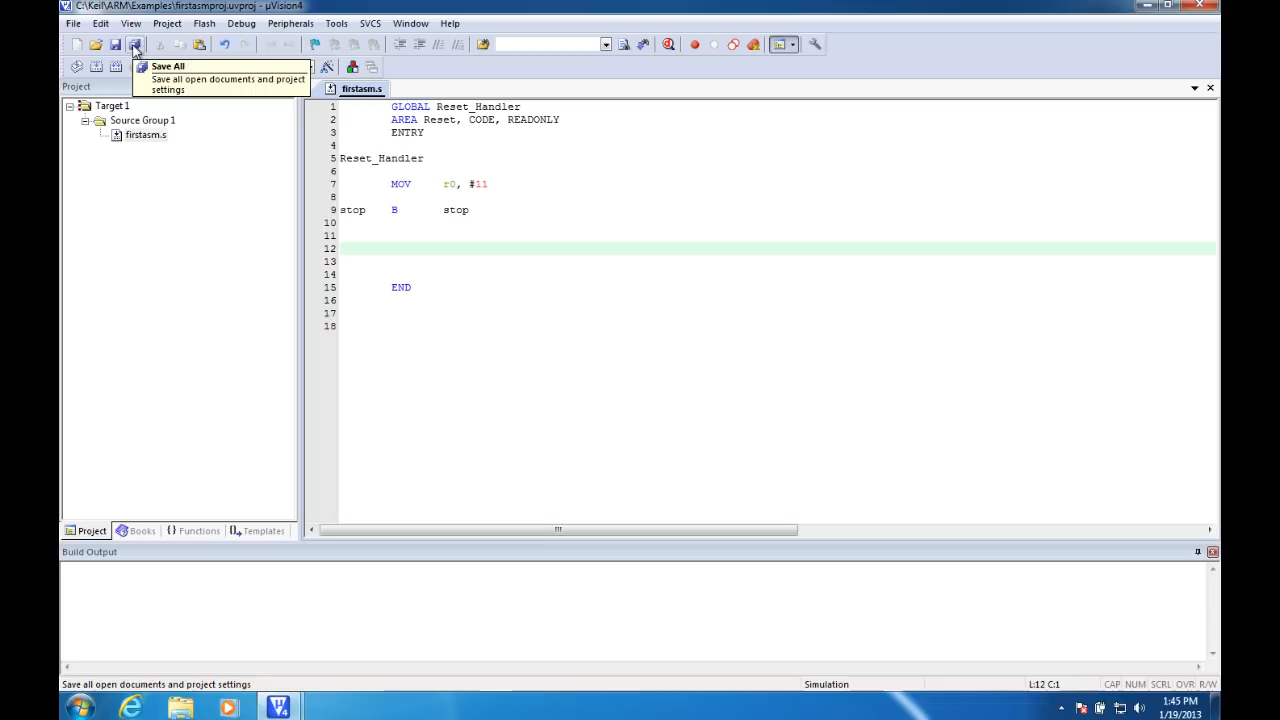 C:\Keil\ARM\Examples\firstasmproj.uvproj - µVision4
File Edit View Project Flash Debug Peripherals Tools SVCS Window Help
Save All
Save all open documents and project
settings
Project
firstasm.s
Target 1
Source Group 1
firstasm.s
1 GLOBAL Reset_Handler
2 AREA Reset, CODE, READONLY
3 ENTRY
4
5 Reset_Handler
6
7 MOV r0, #11
8
9 stop B stop
10
11
12
13
14
15 END
16
17
18
Project Books {} Functions Templates
Build Output
Save all open documents and project settings
Simulation
L:12 C:1
CAP NUM SCRL OVR R/W
1:45 PM
1/19/2013